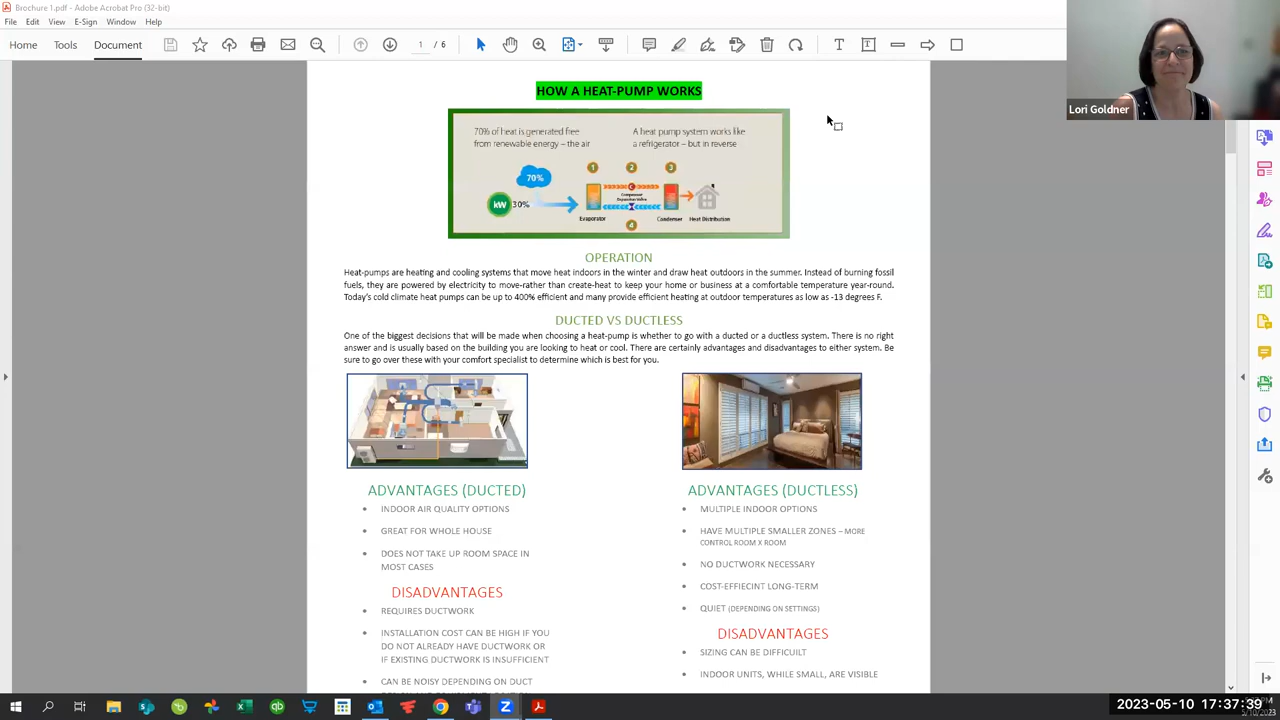 Brochure 1.pdf - Adobe Acrobat Pro (32-bit)
File Edit View E-Sign Window Help
Home Tools Document
1 / 6
Lori Goldner
HOW A HEAT-PUMP WORKS
70% of heat is generated free
from renewable energy – the air
A heat pump system works like
a refrigerator – but in reverse
1 2 3
70%
kW 30%
Evaporator
Condenser
Heat Distribution
4
OPERATION
Heat-pumps are heating and cooling systems that move heat indoors in the winter and draw heat outdoors in the summer. Instead of burning fossil
fuels, they are powered by electricity to move-rather than create-heat to keep your home or business at a comfortable temperature year-round.
Today's cold climate heat pumps can be up to 400% efficient and many provide efficient heating at outdoor temperatures as low as -13 degrees F.
DUCTED VS DUCTLESS
One of the biggest decisions that will be made when choosing a heat-pump is whether to go with a ducted or a ductless system. There is no right
answer and is usually based on the building you are looking to heat or cool. There are certainly advantages and disadvantages to either system. Be
sure to go over these with your comfort specialist to determine which is best for you.
ADVANTAGES (DUCTED)
• INDOOR AIR QUALITY OPTIONS
• GREAT FOR WHOLE HOUSE
• DOES NOT TAKE UP ROOM SPACE IN
MOST CASES
DISADVANTAGES
• REQUIRES DUCTWORK
• INSTALLATION COST CAN BE HIGH IF YOU
DO NOT ALREADY HAVE DUCTWORK OR
IF EXISTING DUCTWORK IS INSUFFICIENT
• CAN BE NOISY DEPENDING ON DUCT
ADVANTAGES (DUCTLESS)
• MULTIPLE INDOOR OPTIONS
• HAVE MULTIPLE SMALLER ZONES – MORE
CONTROL ROOM X ROOM
• NO DUCTWORK NECESSARY
• COST-EFFIECINT LONG-TERM
• QUIET (DEPENDING ON SETTINGS)
DISADVANTAGES
• SIZING CAN BE DIFFICUILT
• INDOOR UNITS, WHILE SMALL, ARE VISIBLE
2023-05-10 17:37:39